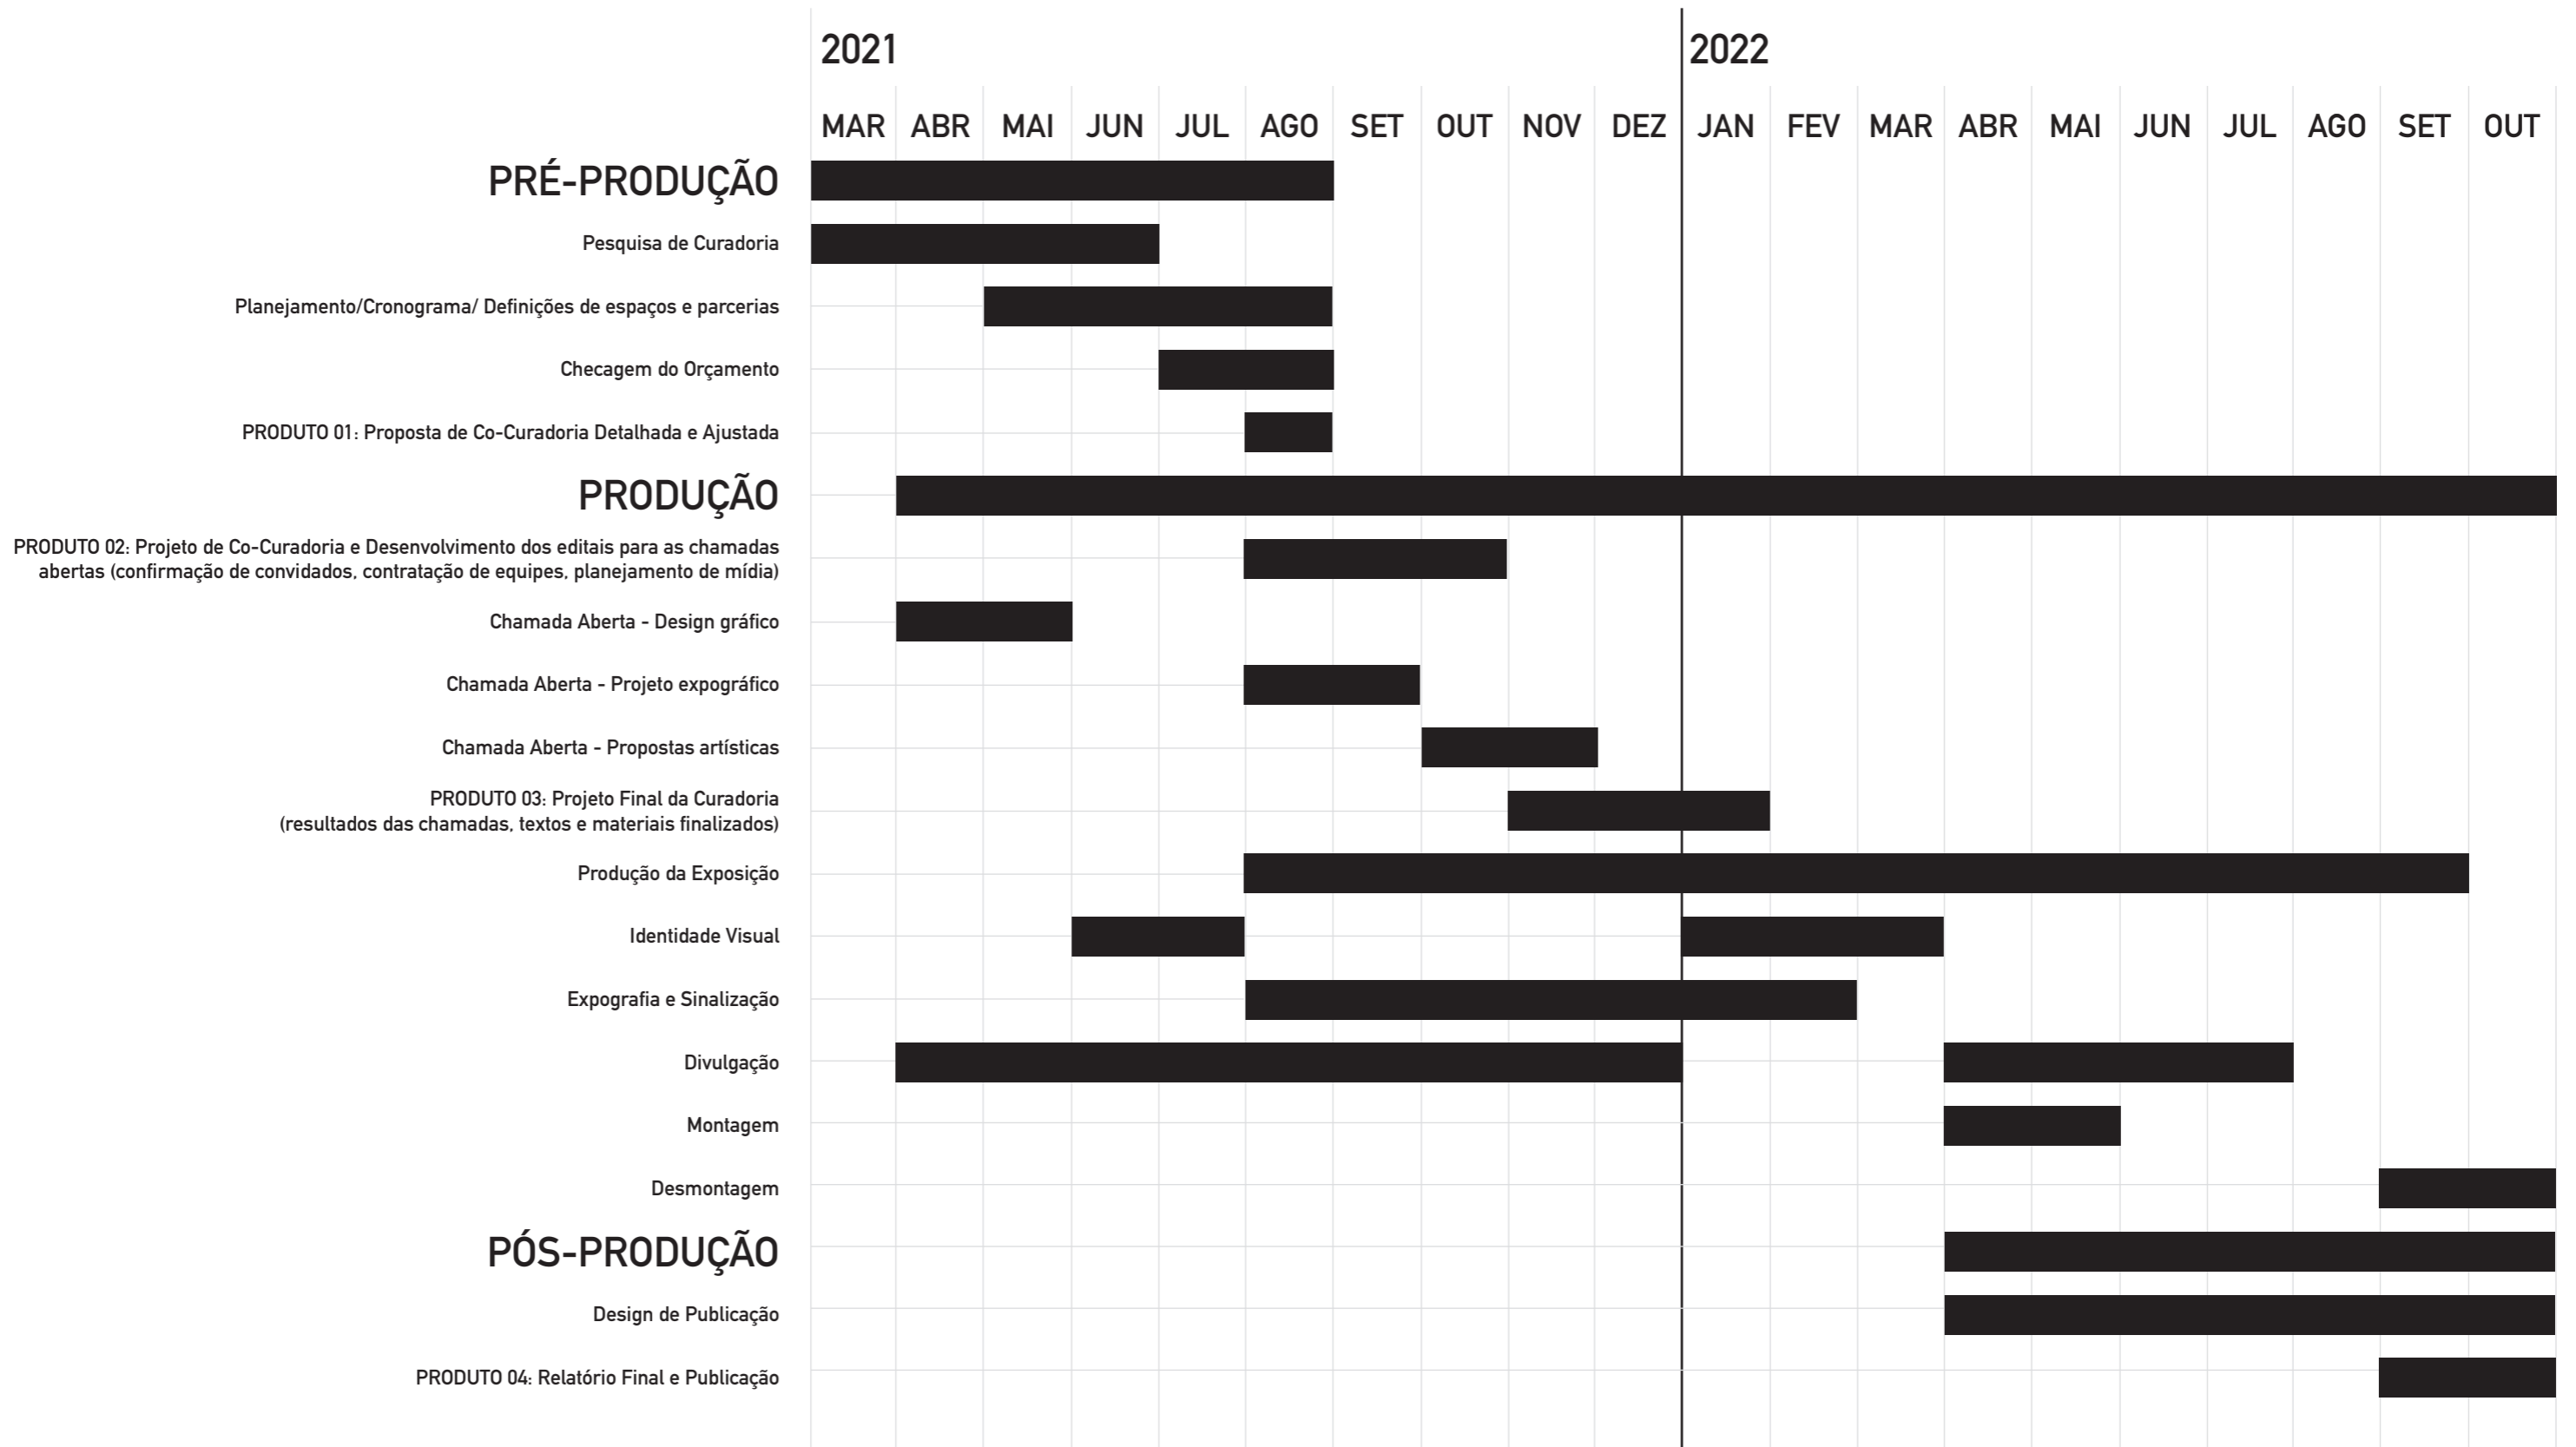 2021
2022
MAR ABR MAI JUN JUL AGO SET OUT NOV DEZ JAN FEV MAR ABR MAI JUN JUL AGO SET OUT
PRÉ-PRODUÇÃO
Pesquisa de Curadoria
Planejamento/Cronograma/ Definições de espaços e parcerias
Checagem do Orçamento
PRODUTO 01: Proposta de Co-Curadoria Detalhada e Ajustada
PRODUÇÃO
PRODUTO 02: Projeto de Co-Curadoria e Desenvolvimento dos editais para as chamadas
abertas (confirmação de convidados, contratação de equipes, planejamento de mídia)
Chamada Aberta - Design gráfico
Chamada Aberta - Projeto expográfico
Chamada Aberta - Propostas artísticas
PRODUTO 03: Projeto Final da Curadoria
(resultados das chamadas, textos e materiais finalizados)
Produção da Exposição
Identidade Visual
Expografia e Sinalização
Divulgação
Montagem
Desmontagem
PÓS-PRODUÇÃO
Design de Publicação
PRODUTO 04: Relatório Final e Publicação